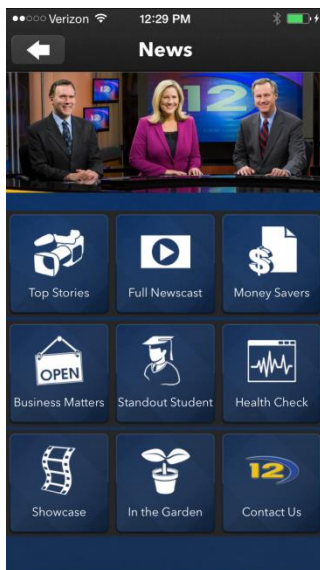 Verizon 12:29 PM
News
12
Top Stories
Full Newscast
Money Savers
OPEN
Business Matters
Standout Student
Health Check
12
Showcase
In the Garden
Contact Us